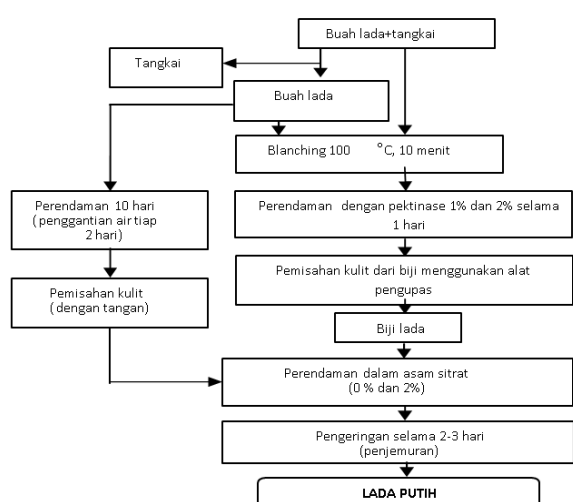 Buah lada+tangkai
Tangkai
Buah lada
Blanching 100 °C, 10 menit
Perendaman 10 hari
(penggantian air tiap
2 hari)
Perendaman dengan pektinase 1% dan 2% selama
1 hari
Pemisahan kulit dari biji menggunakan alat
pengupas
Pemisahan kulit
(dengan tangan)
Biji lada
Perendaman dalam asam sitrat
(0 % dan 2%)
Pengeringan selama 2-3 hari
(penjemuran)
LADA PUTIH